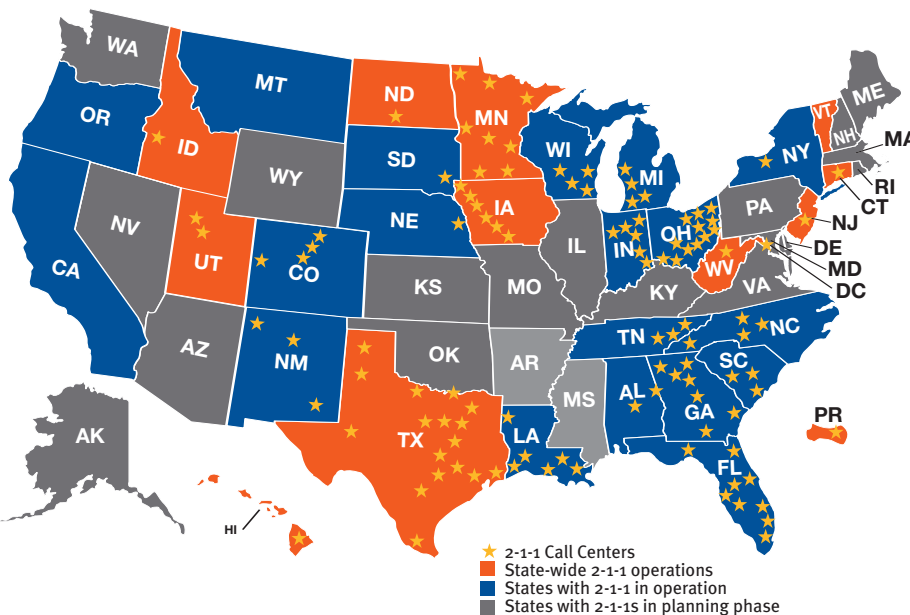 WA
MT
ND
MN
OR
ID
SD
WI
MI
NY
VT
NH
ME
MA
RI
CT
WY
NE
IA
PA
NJ
NV
UT
CO
IL
IN
OH
WV
DE
MD
DC
CA
KS
MO
KY
VA
AZ
NM
OK
AR
TN
NC
SC
MS
AL
GA
PR
AK
TX
LA
FL
HI
2-1-1 Call Centers
State-wide 2-1-1 operations
States with 2-1-1 in operation
States with 2-1-1s in planning phase